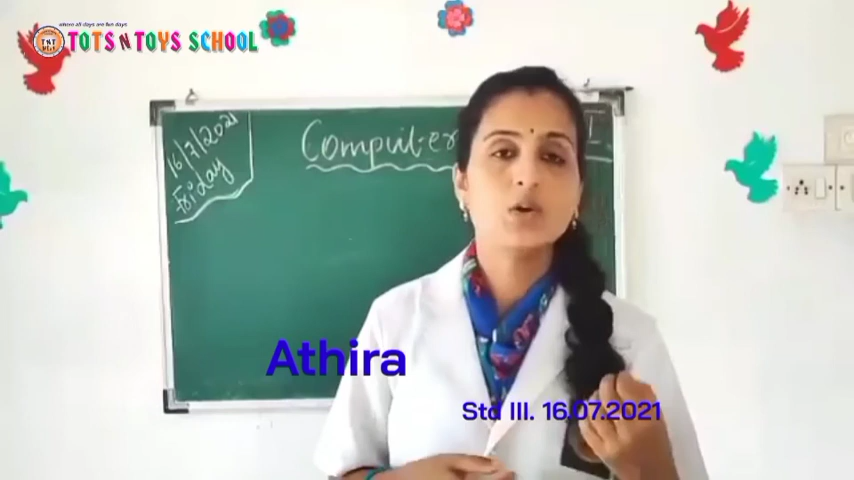 where all days are fun days
TOTS N TOYS SCHOOL
16/7/2021
Friday
Computer
I
Athira
Std III. 16.07.2021